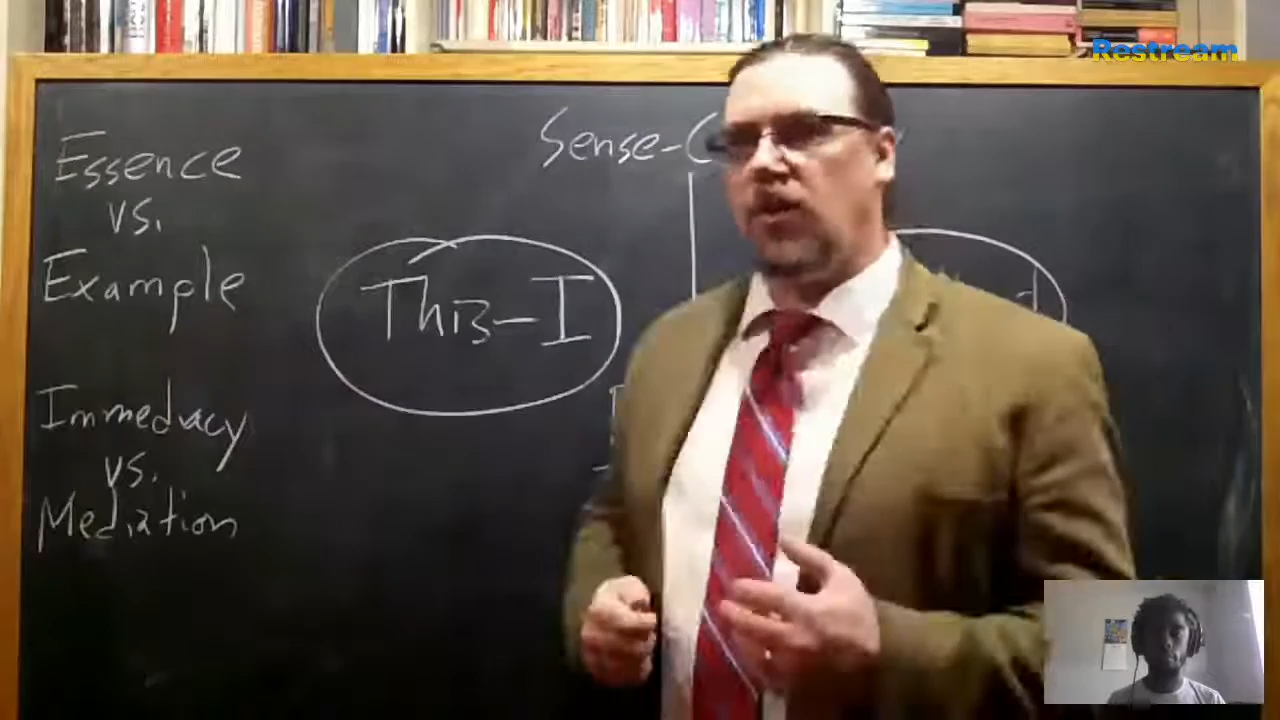 Restream
Sense-C
Essence
vs.
Example
This-I
d
Immediacy
vs.
Mediation